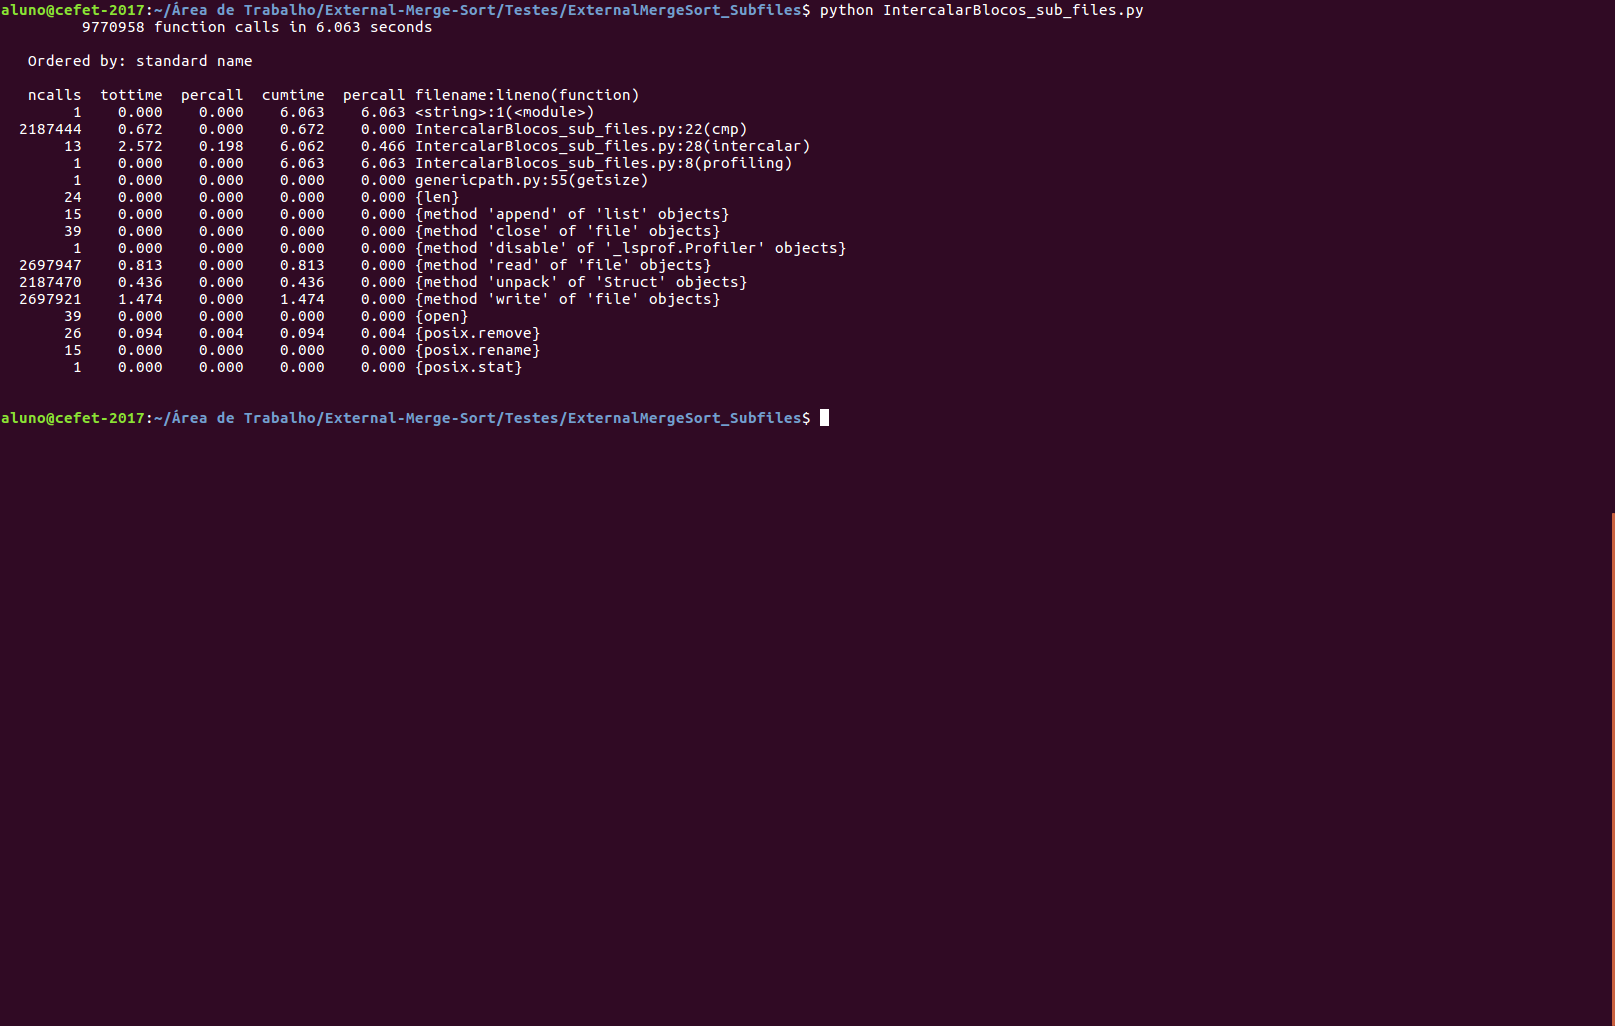 aluno@cefet-2017:~/Área de Trabalho/External-Merge-Sort/Testes/ExternalMergeSort_Subfiles$ python IntercalarBlocos_sub_files.py
         9770958 function calls in 6.063 seconds

   Ordered by: standard name

   ncalls  tottime  percall  cumtime  percall filename:lineno(function)
        1    0.000    0.000    6.063    6.063 <string>:1(<module>)
  2187444    0.672    0.000    0.672    0.000 IntercalarBlocos_sub_files.py:22(cmp)
       13    2.572    0.198    6.062    0.466 IntercalarBlocos_sub_files.py:28(intercalar)
        1    0.000    0.000    6.063    6.063 IntercalarBlocos_sub_files.py:8(profiling)
        1    0.000    0.000    0.000    0.000 genericpath.py:55(getsize)
       24    0.000    0.000    0.000    0.000 {len}
       15    0.000    0.000    0.000    0.000 {method 'append' of 'list' objects}
       39    0.000    0.000    0.000    0.000 {method 'close' of 'file' objects}
        1    0.000    0.000    0.000    0.000 {method 'disable' of '_lsprof.Profiler' objects}
  2697947    0.813    0.000    0.813    0.000 {method 'read' of 'file' objects}
  2187470    0.436    0.000    0.436    0.000 {method 'unpack' of 'Struct' objects}
  2697921    1.474    0.000    1.474    0.000 {method 'write' of 'file' objects}
       39    0.000    0.000    0.000    0.000 {open}
       26    0.094    0.004    0.094    0.004 {posix.remove}
       15    0.000    0.000    0.000    0.000 {posix.rename}
        1    0.000    0.000    0.000    0.000 {posix.stat}

aluno@cefet-2017:~/Área de Trabalho/External-Merge-Sort/Testes/ExternalMergeSort_Subfiles$